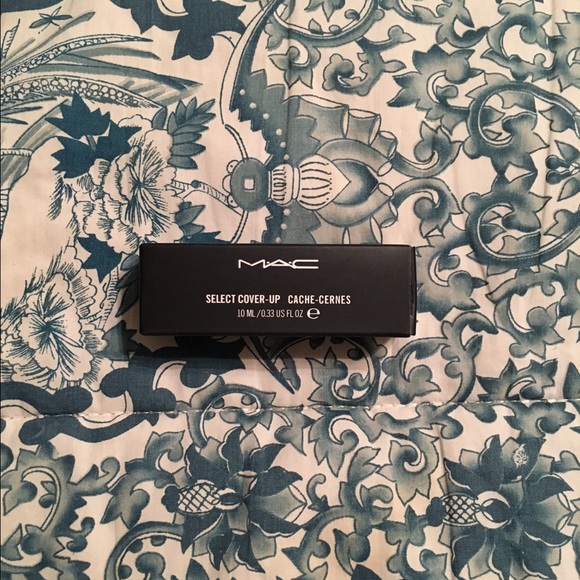 M·A·C
SELECT COVER-UP CACHE-CERNES
10 ML / 0.33 US FL OZ ℮